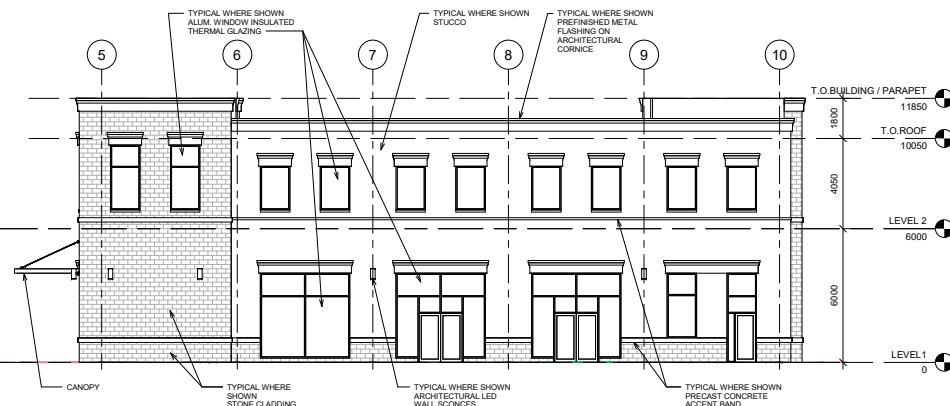 TYPICAL WHERE SHOWN
ALUM. WINDOW INSULATED
THERMAL GLAZING
TYPICAL WHERE SHOWN
STUCCO
TYPICAL WHERE SHOWN
PREFINISHED METAL
FLASHING ON
ARCHITECTURAL
CORNICE
5
6
7
8
9
10
T.O.BUILDING / PARAPET
11850
1800
T.O.ROOF
10050
4050
LEVEL 2
6000
6000
LEVEL1
0
CANOPY
TYPICAL WHERE
SHOWN
STONE CLADDING
TYPICAL WHERE SHOWN
ARCHITECTURAL LED
WALL SCONCES
TYPICAL WHERE SHOWN
PRECAST CONCRETE
ACCENT BAND